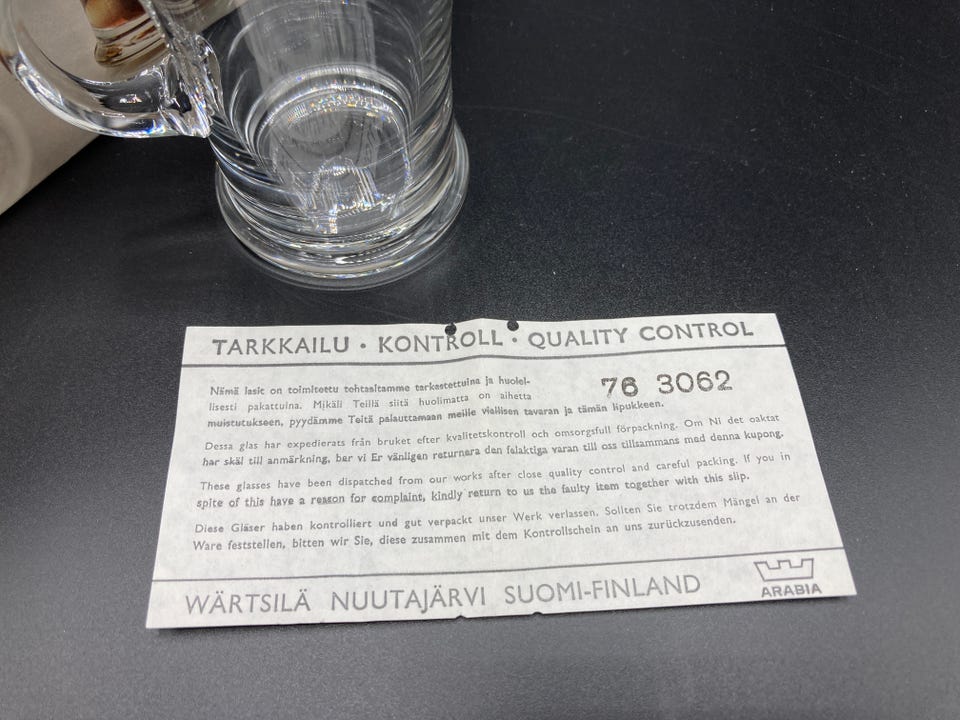 TARKKAILU • KONTROLL • QUALITY CONTROL
76 3062
Nämä lasit on toimitettu tehtaaltamme tarkastettuina ja huolel-
lisesti pakattuina. Mikäli Teillä siitä huolimatta on aihetta
muistutukseen, pyydämme Teitä palauttamaan meille viallisen tavaran ja tämän lipukkeen.
Dessa glas har expedierats från bruket efter kvalitetskontroll och omsorgsfull förpackning. Om Ni det oaktat
har skäl till anmärkning, ber vi Er vänligen returnera den felaktiga varan till oss tillsammans med denna kupong.
These glasses have been dispatched from our works after close quality control and careful packing. If you in
spite of this have a reason for complaint, kindly return to us the faulty item together with this slip.
Diese Gläser haben kontrolliert und gut verpackt unser Werk verlassen. Sollten Sie trotzdem Mängel an der
Ware feststellen, bitten wir Sie, diese zusammen mit dem Kontrollschein an uns zurückzusenden.
WÄRTSILÄ NUUTAJÄRVI SUOMI-FINLAND
ARABIA